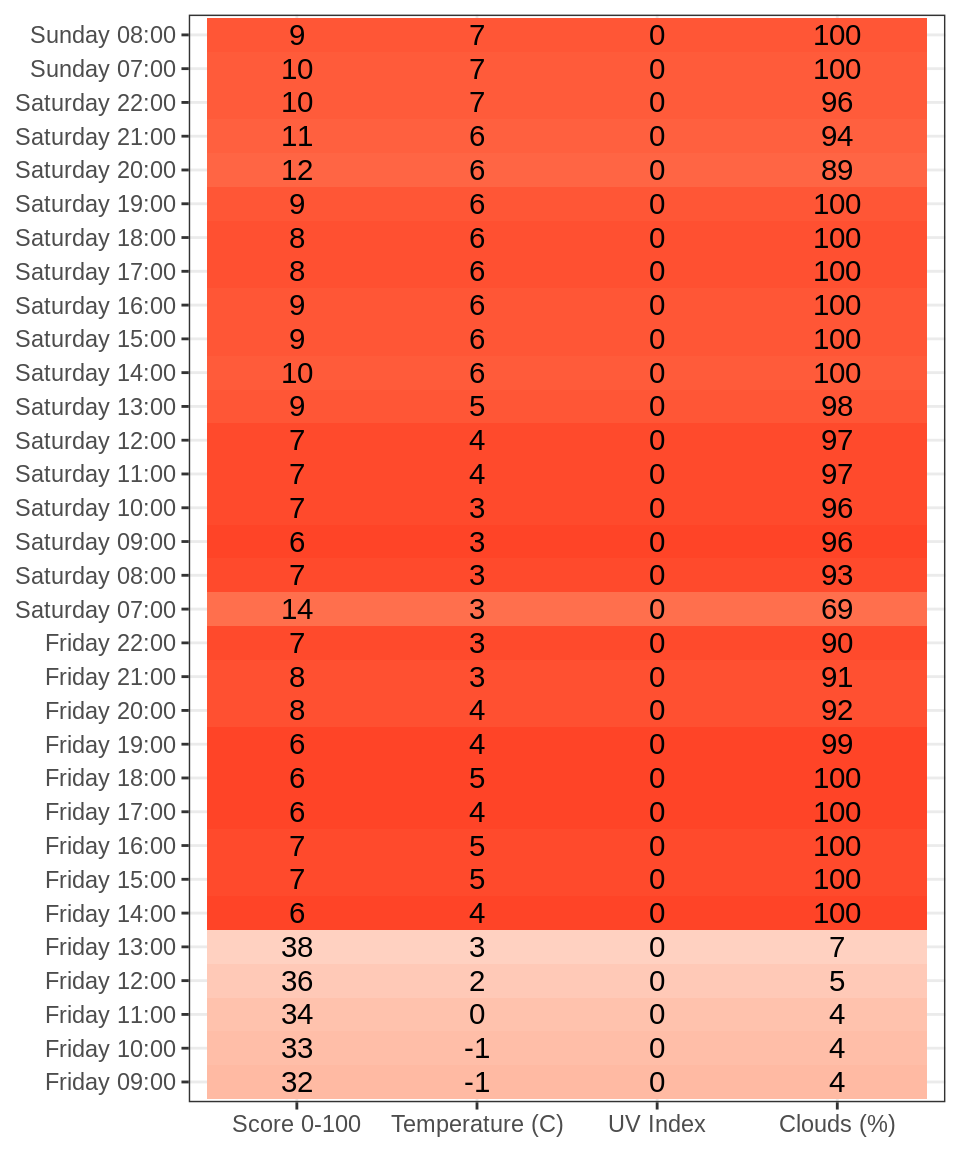 Sunday 08:00 9 7 0 100
Sunday 07:00 10 7 0 100
Saturday 22:00 10 7 0 96
Saturday 21:00 11 6 0 94
Saturday 20:00 12 6 0 89
Saturday 19:00 9 6 0 100
Saturday 18:00 8 6 0 100
Saturday 17:00 8 6 0 100
Saturday 16:00 9 6 0 100
Saturday 15:00 9 6 0 100
Saturday 14:00 10 6 0 100
Saturday 13:00 9 5 0 98
Saturday 12:00 7 4 0 97
Saturday 11:00 7 4 0 97
Saturday 10:00 7 3 0 96
Saturday 09:00 6 3 0 96
Saturday 08:00 7 3 0 93
Saturday 07:00 14 3 0 69
Friday 22:00 7 3 0 90
Friday 21:00 8 3 0 91
Friday 20:00 8 4 0 92
Friday 19:00 6 4 0 99
Friday 18:00 6 5 0 100
Friday 17:00 6 4 0 100
Friday 16:00 7 5 0 100
Friday 15:00 7 5 0 100
Friday 14:00 6 4 0 100
Friday 13:00 38 3 0 7
Friday 12:00 36 2 0 5
Friday 11:00 34 0 0 4
Friday 10:00 33 -1 0 4
Friday 09:00 32 -1 0 4
Score 0-100 Temperature (C) UV Index Clouds (%)